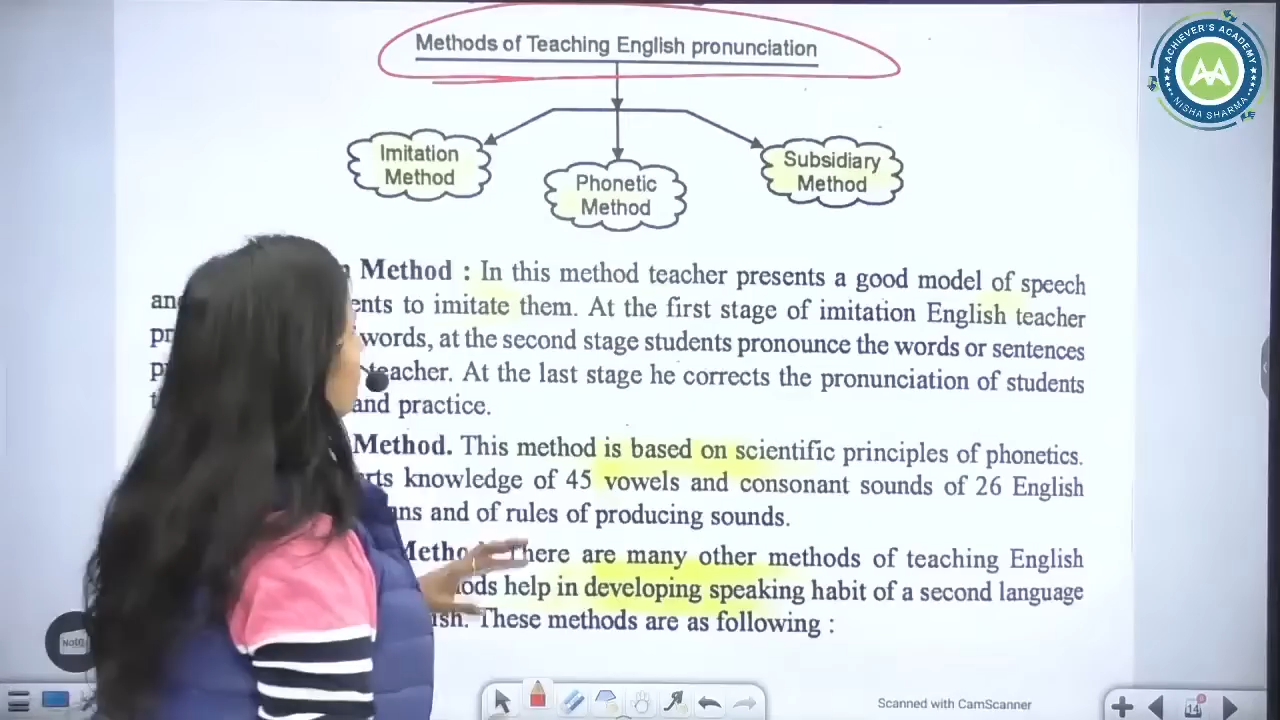 Methods of Teaching English pronunciation
Imitation
Method
Phonetic
Method
Subsidiary
Method
ACHIEVER'S ACADEMY
NISHA SHARMA
Method : In this method teacher presents a good model of speech
to imitate them. At the first stage of imitation English teacher
words, at the second stage students pronounce the words or sentences
teacher. At the last stage he corrects the pronunciation of students
and practice.
Method. This method is based on scientific principles of phonetics.
knowledge of 45 vowels and consonant sounds of 26 English
and of rules of producing sounds.
There are many other methods of teaching English
help in developing speaking habit of a second language
These methods are as following :
Scanned with CamScanner
14